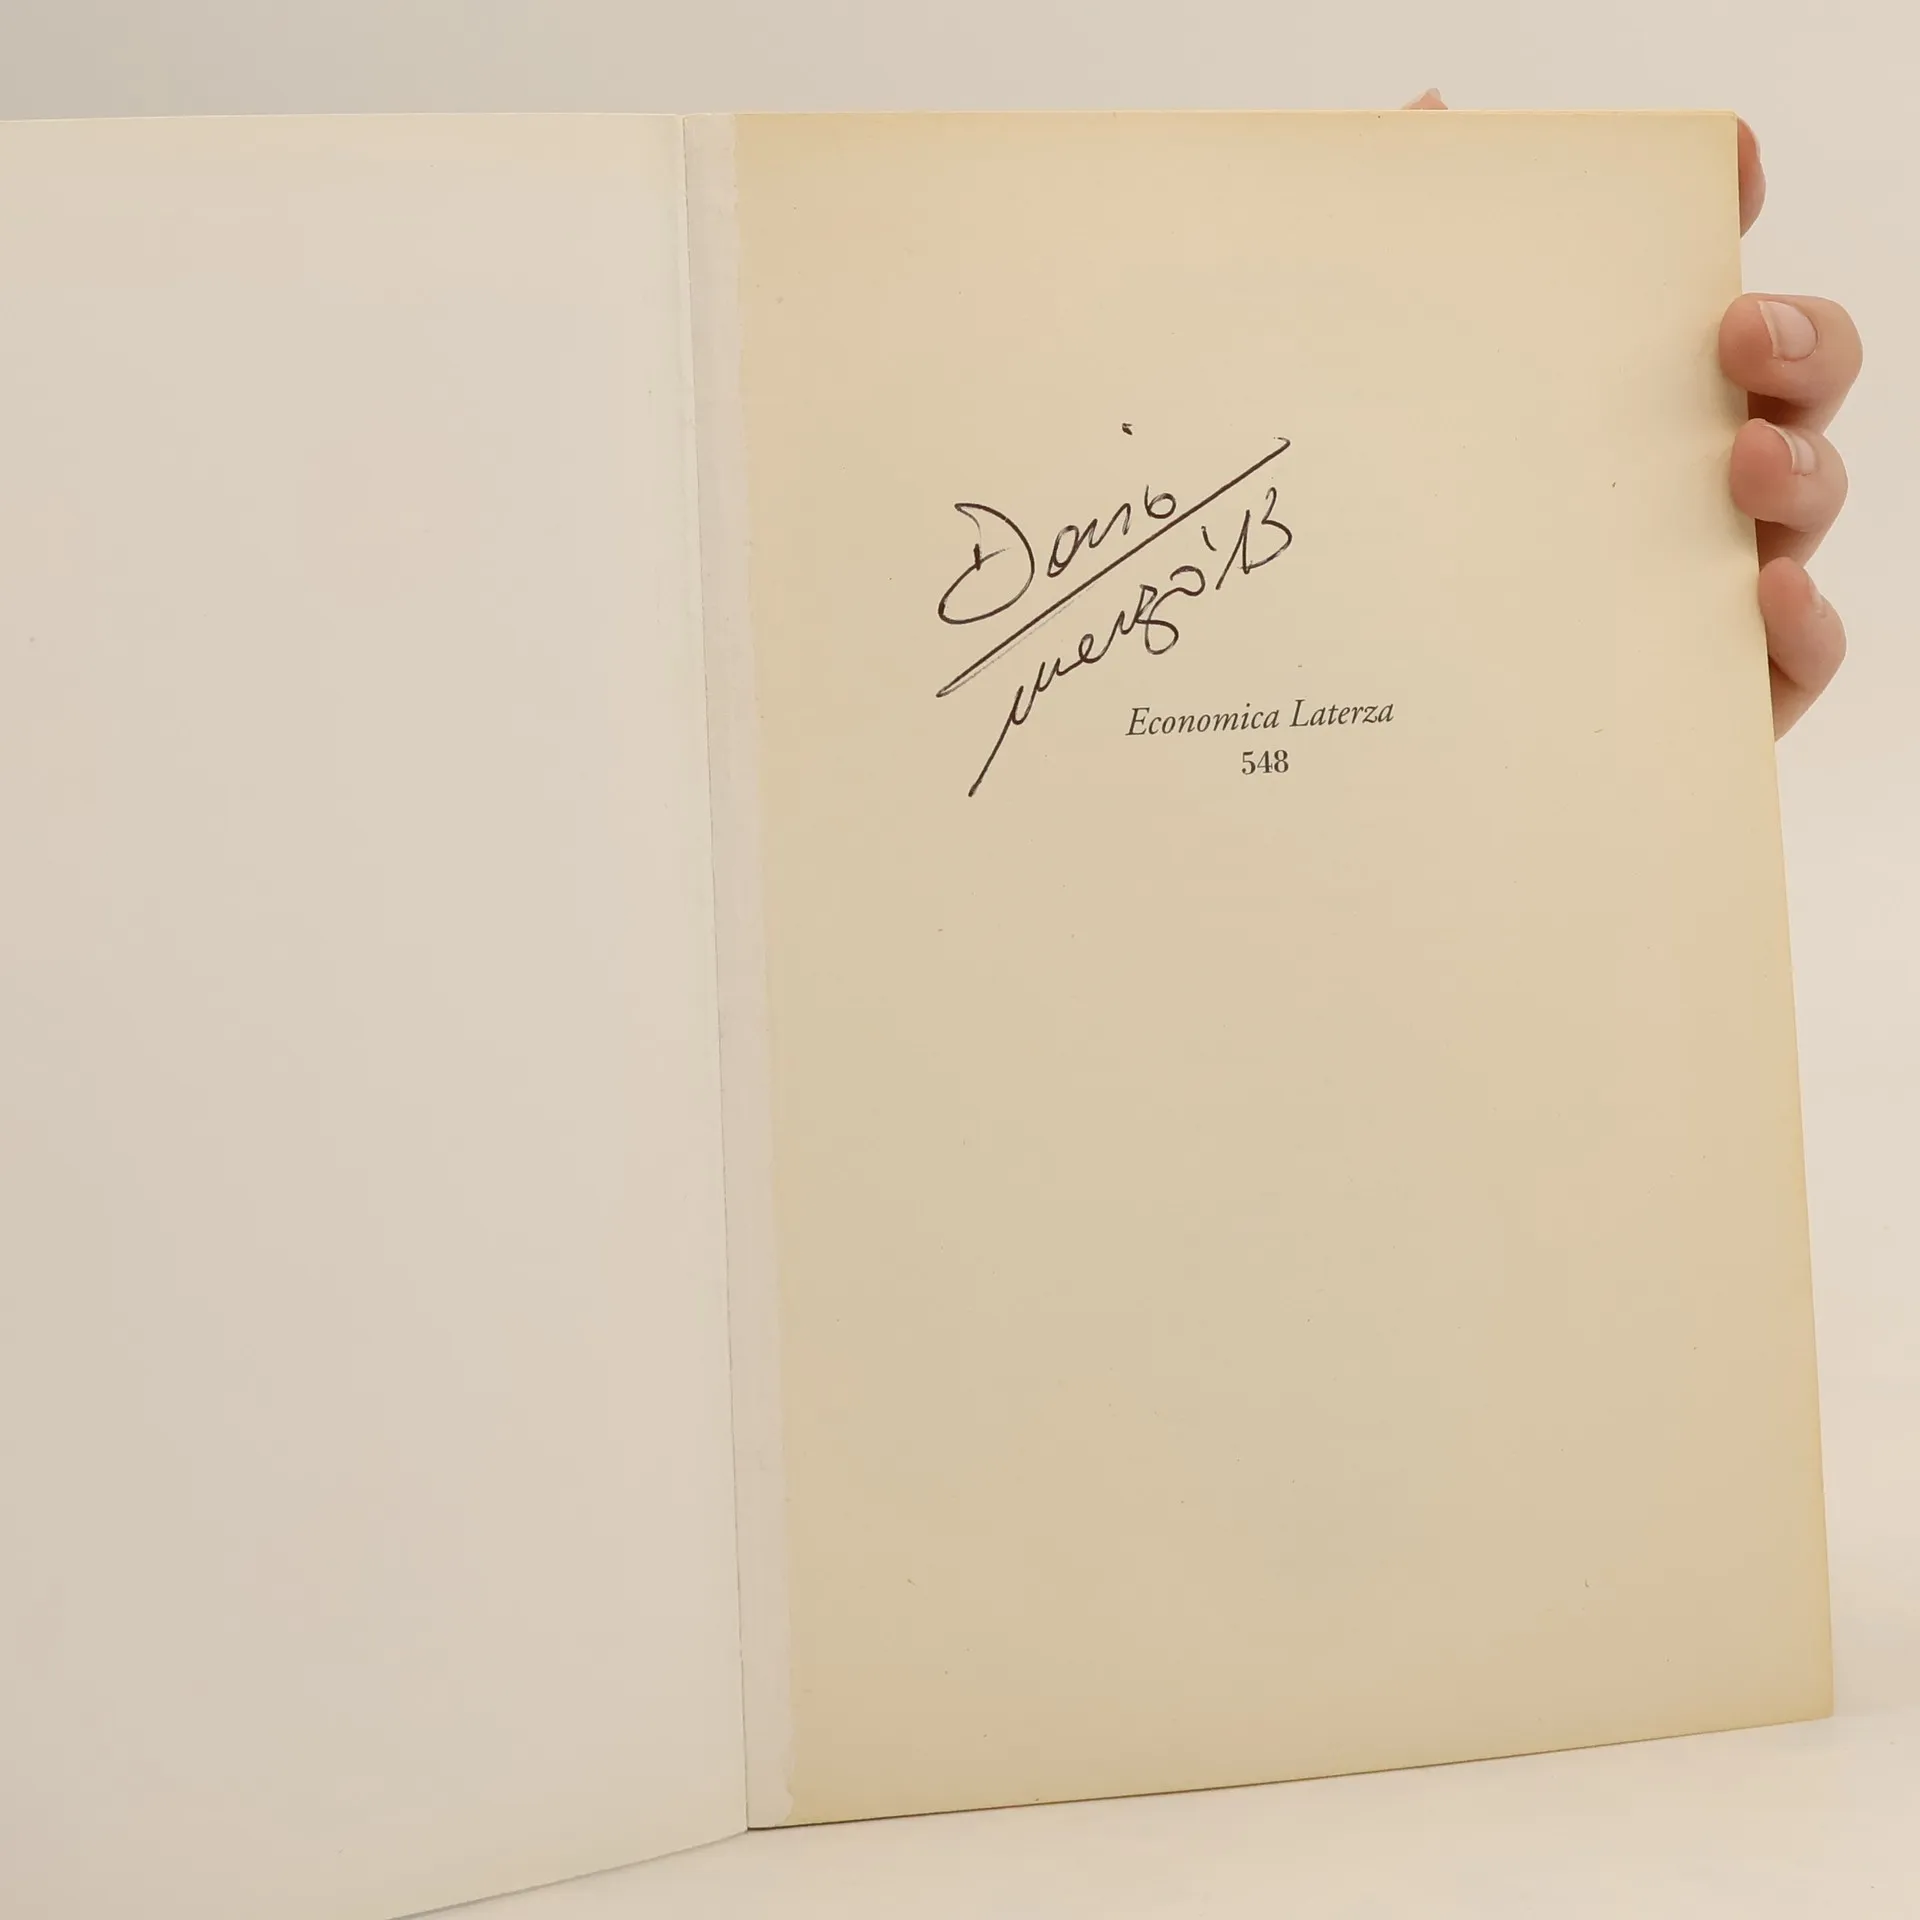 Dario
marzo '13
Economica Laterza
548